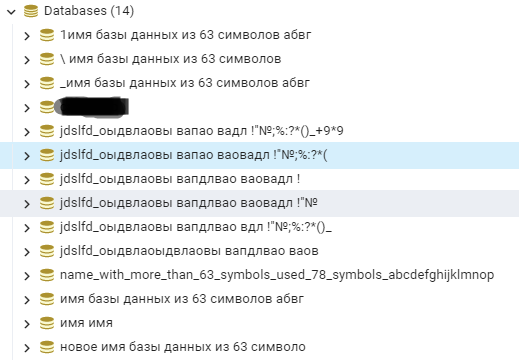 Databases (14)
1имя базы данных из 63 символов абвг
\ имя базы данных из 63 символов
_имя базы данных из 63 символов абвг
jdslfd_оыдвлаовы вапао вадл !"№;%:?*()_+9*9
jdslfd_оыдвлаовы вапао ваовадл !"№;%:?*(
jdslfd_оыдвлаовы вапдлвао ваовадл !
jdslfd_оыдвлаовы вапдлвао ваовадл !"№
jdslfd_оыдвлаовы вапдлвао вдл !"№;%:?*()_
jdslfd_оыдвлаоыдвлаовы вапдлвао ваов
name_with_more_than_63_symbols_used_78_symbols_abcdefghijklmnop
имя базы данных из 63 символов абвг
имя имя
новое имя базы данных из 63 символо